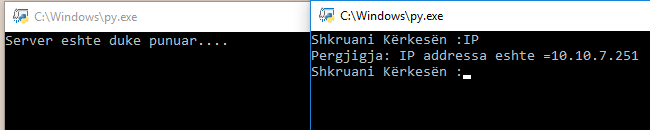 C:\Windows\py.exe
Server eshte duke punuar....
C:\Windows\py.exe
Shkruani Kërkesën :IP
Pergjigja: IP addressa eshte =10.10.7.251
Shkruani Kërkesën :